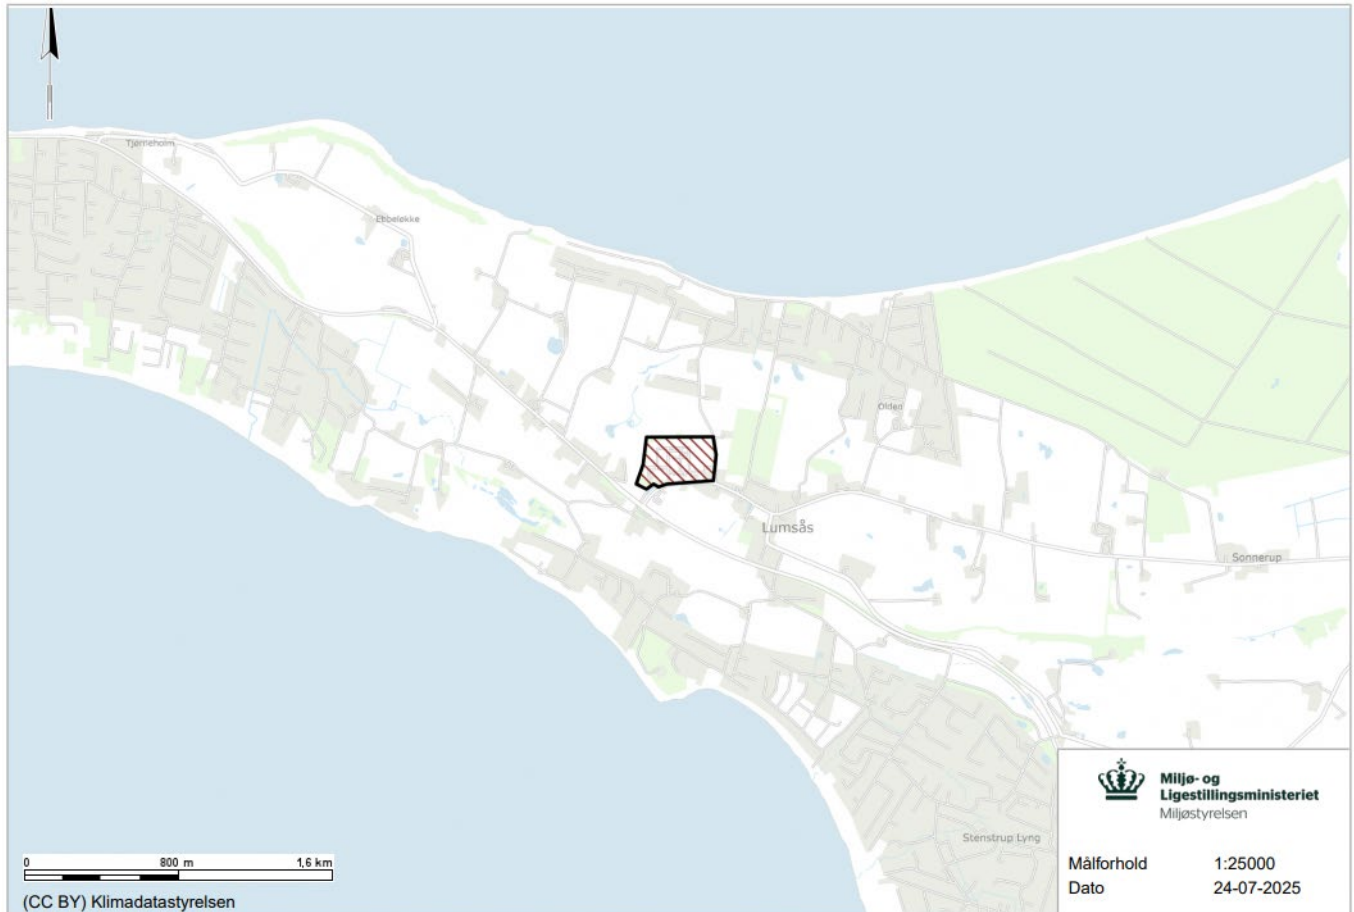 Tjørneholm
Ebbeløkke
Olden
Lumsås
Sonnerup
Stenstrup Lyng
Miljø- og
Ligestillingsministeriet
Miljøstyrelsen
Målforhold 1:25000
Dato 24-07-2025
0 800 m 1,6 km
(CC BY) Klimadatastyrelsen